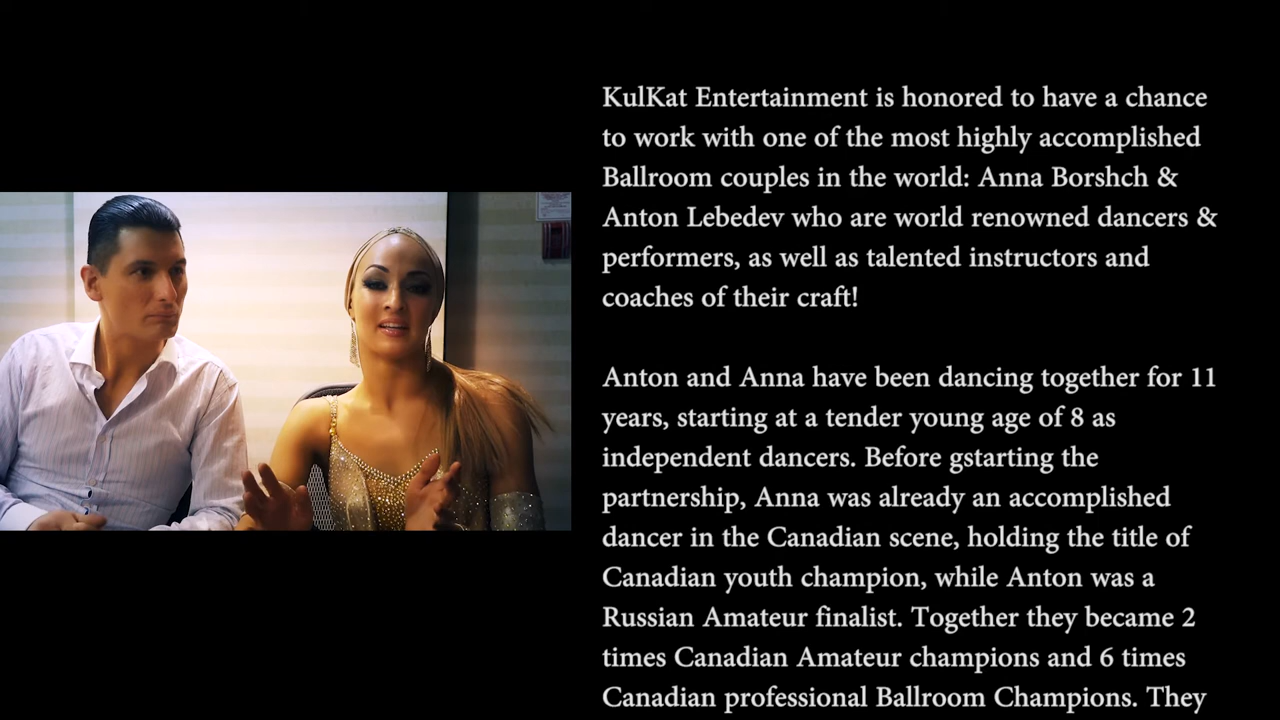 KulKat Entertainment is honored to have a chance
to work with one of the most highly accomplished
Ballroom couples in the world: Anna Borshch &
Anton Lebedev who are world renowned dancers &
performers, as well as talented instructors and
coaches of their craft!
Anton and Anna have been dancing together for 11
years, starting at a tender young age of 8 as
independent dancers. Before gstarting the
partnership, Anna was already an accomplished
dancer in the Canadian scene, holding the title of
Canadian youth champion, while Anton was a
Russian Amateur finalist. Together they became 2
times Canadian Amateur champions and 6 times
Canadian professional Ballroom Champions. They